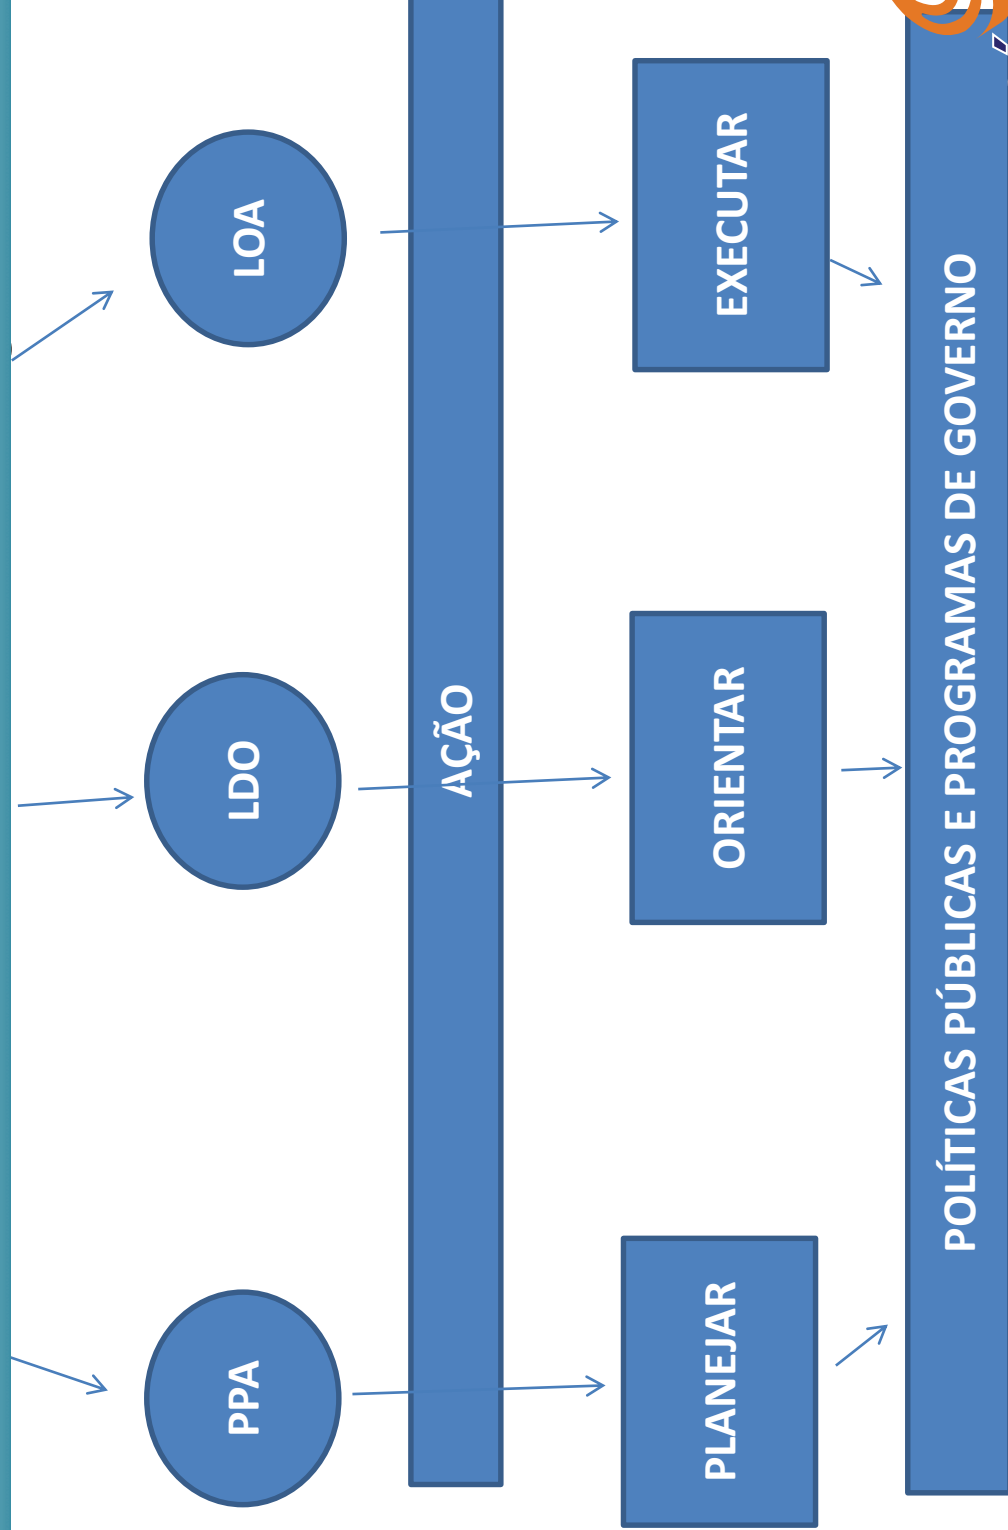 PPA
LDO
LOA
AÇÃO
PLANEJAR
ORIENTAR
EXECUTAR
POLÍTICAS PÚBLICAS E PROGRAMAS DE GOVERNO